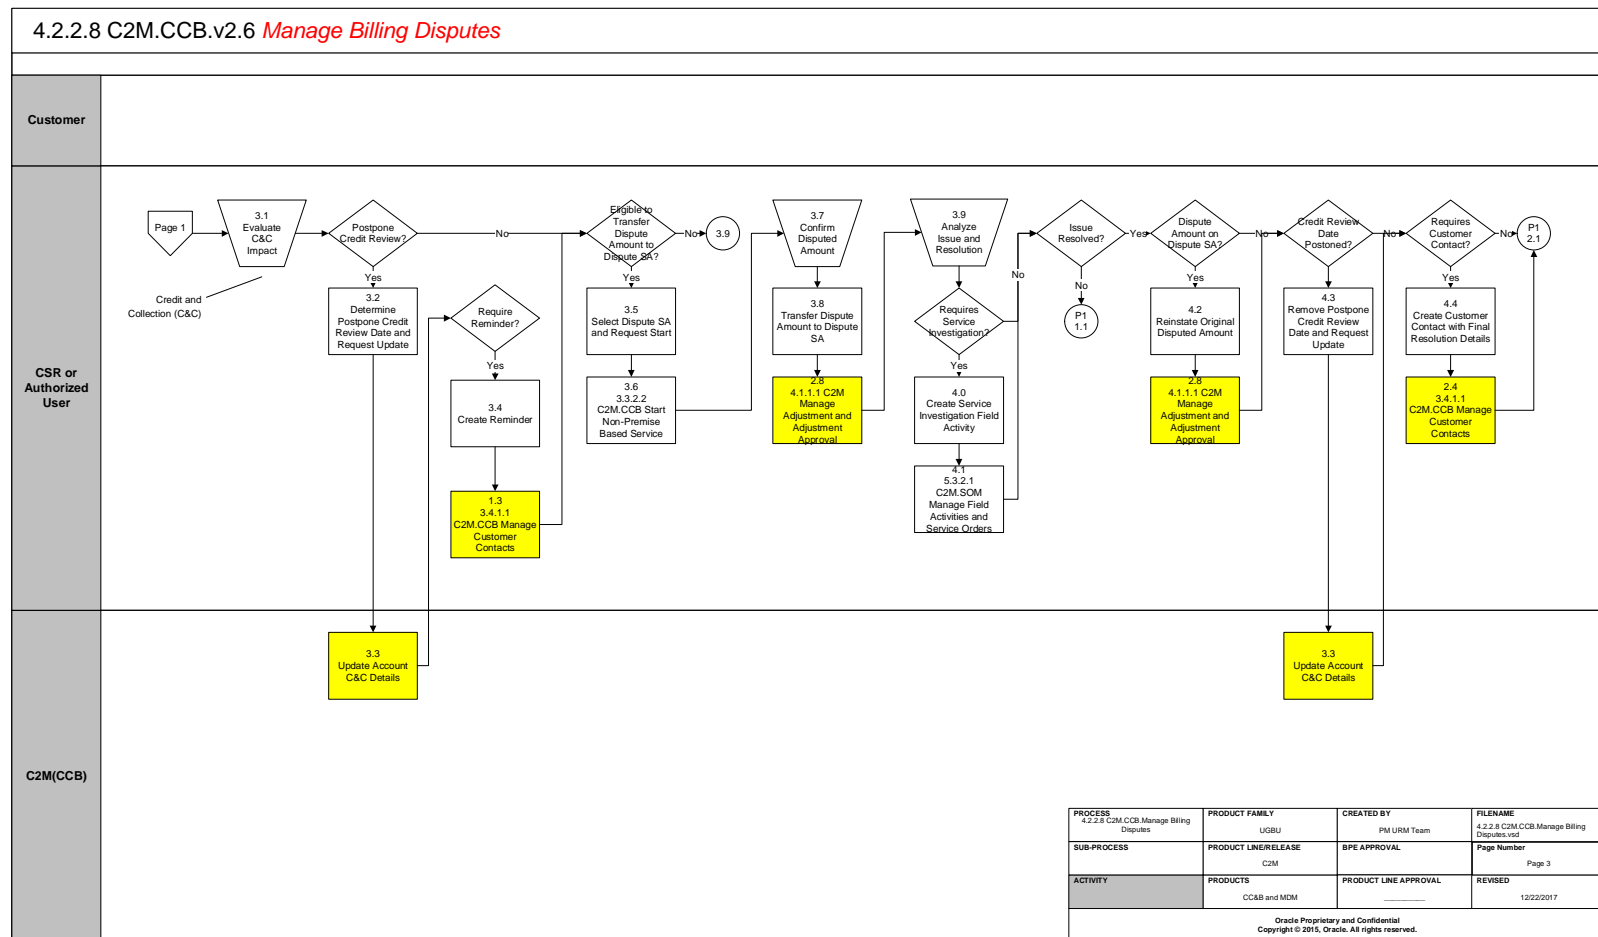 4.2.2.8 C2M.CCB.v2.6 Manage Billing Disputes
Customer
CSR or
Authorized
User
C2M(CCB)
Page 1
3.1
Evaluate
C&C
Impact
Credit and
Collection (C&C)
Postpone
Credit Review?
No
Yes
3.2
Determine
Postpone Credit
Review Date and
Request Update
3.3
Update Account
C&C Details
Require
Reminder?
Yes
3.4
Create Reminder
1.3
3.4.1.1
C2M.CCB Manage
Customer
Contacts
Eligible to
Transfer
Dispute
Amount to
Dispute SA?
No
3.9
Yes
3.5
Select Dispute SA
and Request Start
3.6
3.3.2.2
C2M.CCB Start
Non-Premise
Based Service
3.7
Confirm
Disputed
Amount
3.8
Transfer Dispute
Amount to Dispute
SA
2.8
4.1.1.1 C2M
Manage
Adjustment and
Adjustment
Approval
3.9
Analyze
Issue and
Resolution
Requires
Service
Investigation?
No
Yes
4.0
Create Service
Investigation Field
Activity
4.1
5.3.2.1
C2M.SOM
Manage Field
Activities and
Service Orders
Issue
Resolved?
Yes
No
P1
1.1
Dispute
Amount on
Dispute SA?
No
Yes
4.2
Reinstate Original
Disputed Amount
2.8
4.1.1.1 C2M
Manage
Adjustment and
Adjustment
Approval
Credit Review
Date
Postoned?
No
Yes
4.3
Remove Postpone
Credit Review
Date and Request
Update
3.3
Update Account
C&C Details
Requires
Customer
Contact?
No
P1
2.1
Yes
4.4
Create Customer
Contact with Final
Resolution Details
2.4
3.4.1.1
C2M.CCB Manage
Customer
Contacts
PROCESS
4.2.2.8 C2M.CCB.Manage Billing
Disputes
PRODUCT FAMILY
UGBU
CREATED BY
PM URM Team
FILENAME
4.2.2.8 C2M.CCB.Manage Billing
Disputes.vsd
SUB-PROCESS
PRODUCT LINE/RELEASE
C2M
BPE APPROVAL
Page Number
Page 3
ACTIVITY
PRODUCTS
CC&B and MDM
PRODUCT LINE APPROVAL
____________
REVISED
12/22/2017
Oracle Proprietary and Confidential
Copyright © 2015, Oracle. All rights reserved.